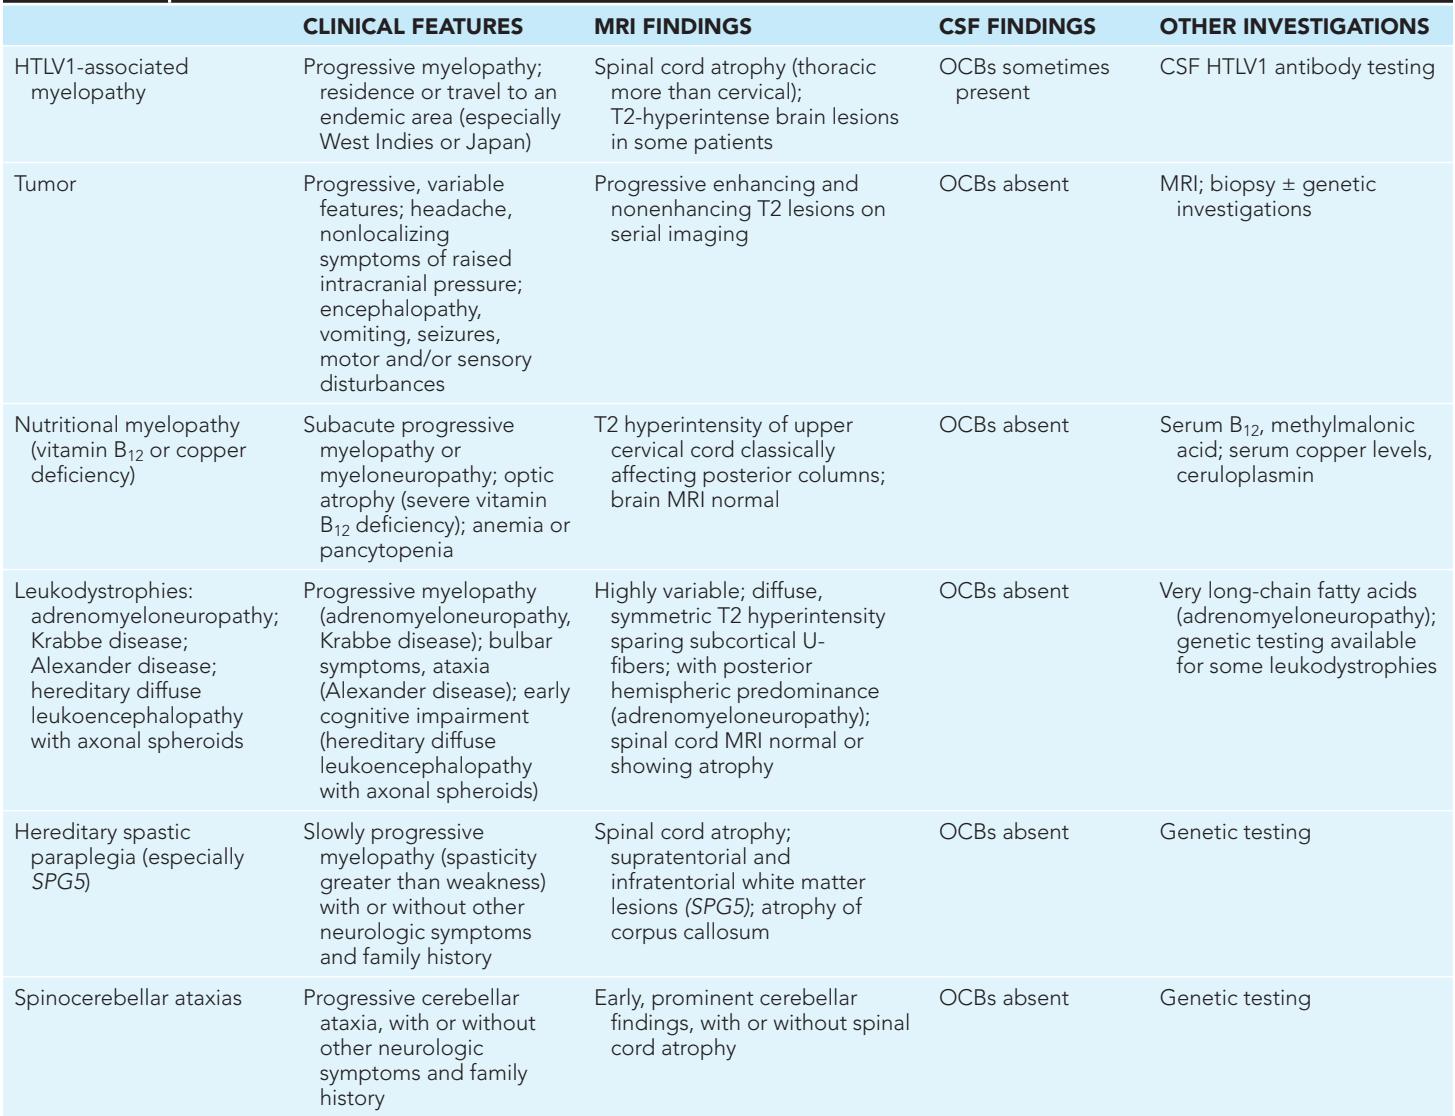 CLINICAL FEATURES
MRI FINDINGS
CSF FINDINGS
OTHER INVESTIGATIONS
HTLV1-associated
myelopathy
Progressive myelopathy;
residence or travel to an
endemic area (especially
West Indies or Japan)
Spinal cord atrophy (thoracic
more than cervical);
T2-hyperintense brain lesions
in some patients
OCBs sometimes
present
CSF HTLV1 antibody testing
Tumor
Progressive, variable
features; headache,
nonlocalizing
symptoms of raised
intracranial pressure;
encephalopathy,
vomiting, seizures,
motor and/or sensory
disturbances
Progressive enhancing and
nonenhancing T2 lesions on
serial imaging
OCBs absent
MRI; biopsy ± genetic
investigations
Nutritional myelopathy
(vitamin B12 or copper
deficiency)
Subacute progressive
myelopathy or
myeloneuropathy; optic
atrophy (severe vitamin
B12 deficiency); anemia or
pancytopenia
T2 hyperintensity of upper
cervical cord classically
affecting posterior columns;
brain MRI normal
OCBs absent
Serum B12, methylmalonic
acid; serum copper levels,
ceruloplasmin
Leukodystrophies:
adrenomyeloneuropathy;
Krabbe disease;
Alexander disease;
hereditary diffuse
leukoencephalopathy
with axonal spheroids
Progressive myelopathy
(adrenomyeloneuropathy,
Krabbe disease); bulbar
symptoms, ataxia
(Alexander disease); early
cognitive impairment
(hereditary diffuse
leukoencephalopathy
with axonal spheroids)
Highly variable; diffuse,
symmetric T2 hyperintensity
sparing subcortical U-
fibers; with posterior
hemispheric predominance
(adrenomyeloneuropathy);
spinal cord MRI normal or
showing atrophy
OCBs absent
Very long-chain fatty acids
(adrenomyeloneuropathy);
genetic testing available
for some leukodystrophies
Hereditary spastic
paraplegia (especially
SPG5)
Slowly progressive
myelopathy (spasticity
greater than weakness)
with or without other
neurologic symptoms
and family history
Spinal cord atrophy;
supratentorial and
infratentorial white matter
lesions (SPG5); atrophy of
corpus callosum
OCBs absent
Genetic testing
Spinocerebellar ataxias
Progressive cerebellar
ataxia, with or without
other neurologic
symptoms and family
history
Early, prominent cerebellar
findings, with or without spinal
cord atrophy
OCBs absent
Genetic testing